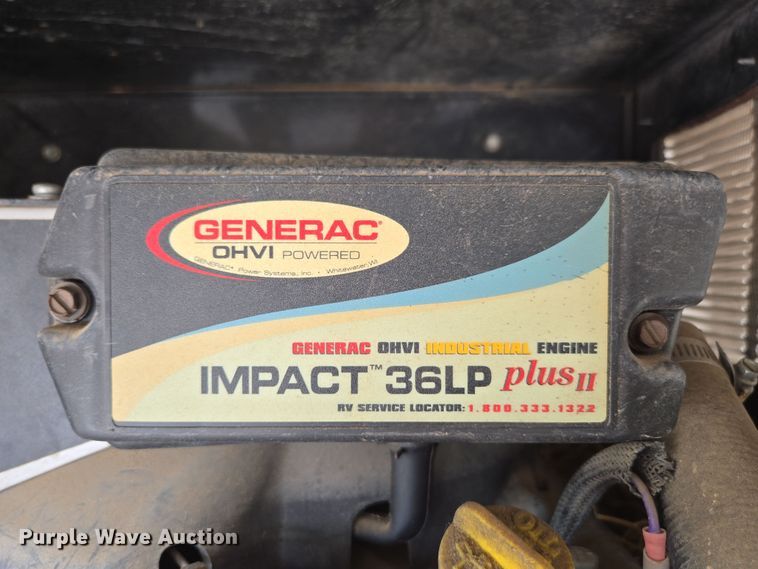 GENERAC®
OHVI POWERED
GENERAC® Power Systems, Inc. • Whitewater, WI
GENERAC OHVI INDUSTRIAL ENGINE
IMPACT™ 36LP plus II
RV SERVICE LOCATOR: 1.800.333.1322
OIL
Purple Wave Auction